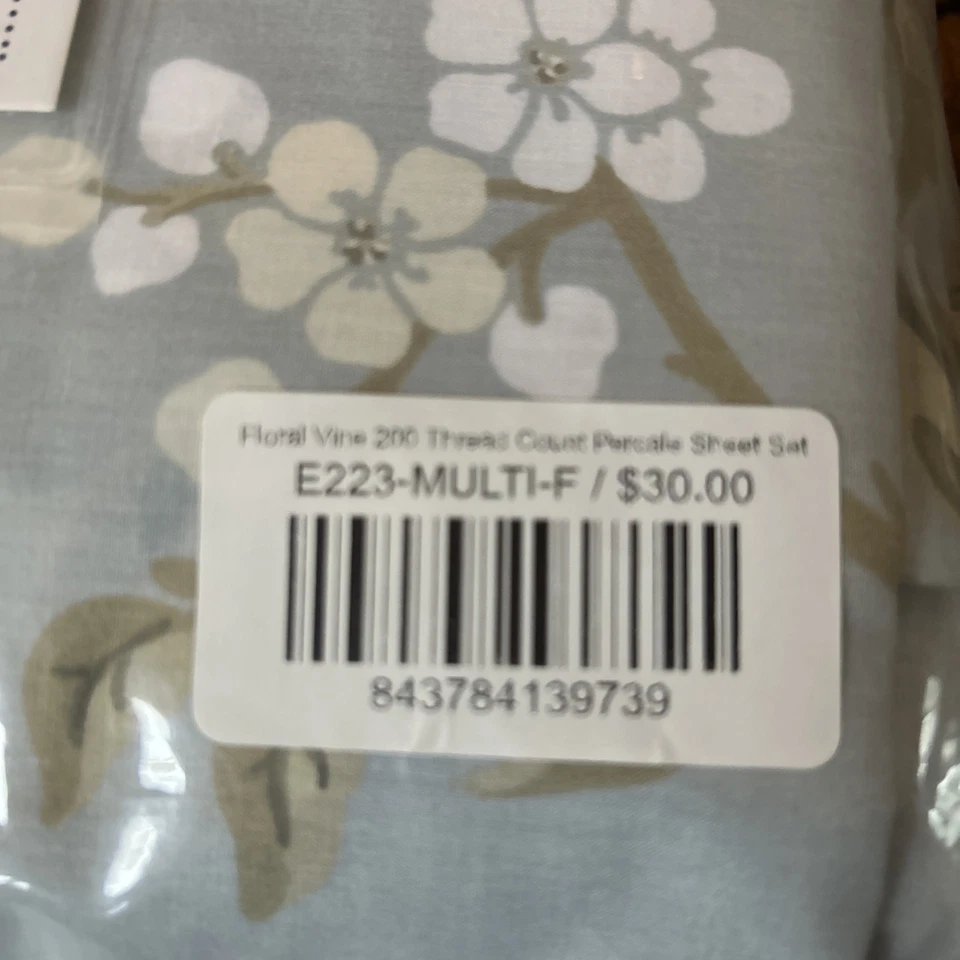 Floral Vine 200 Thread Count Percale Sheet Set
E223-MULTI-F / $30.00
843784139739